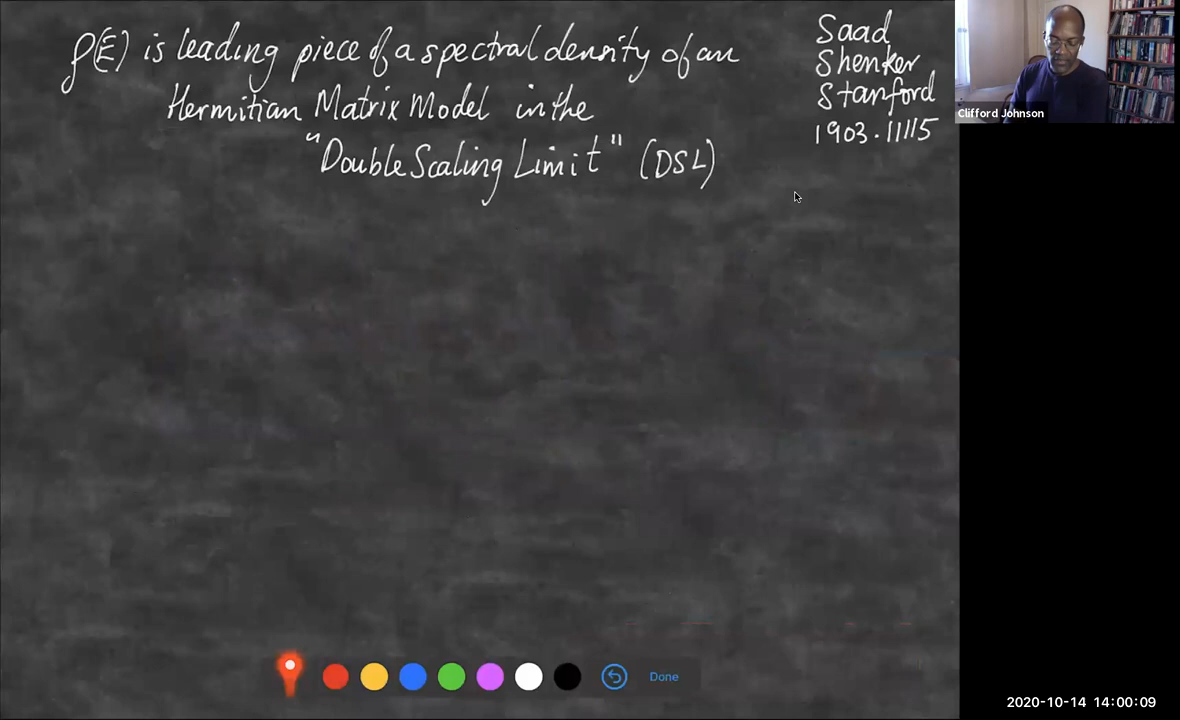 ρ(E) is leading piece of a spectral density of an
Hermitian Matrix Model in the
"Double Scaling Limit" (DSL)
Saad
Shenker
Stanford
1903.11115
Clifford Johnson
Done
2020-10-14 14:00:09